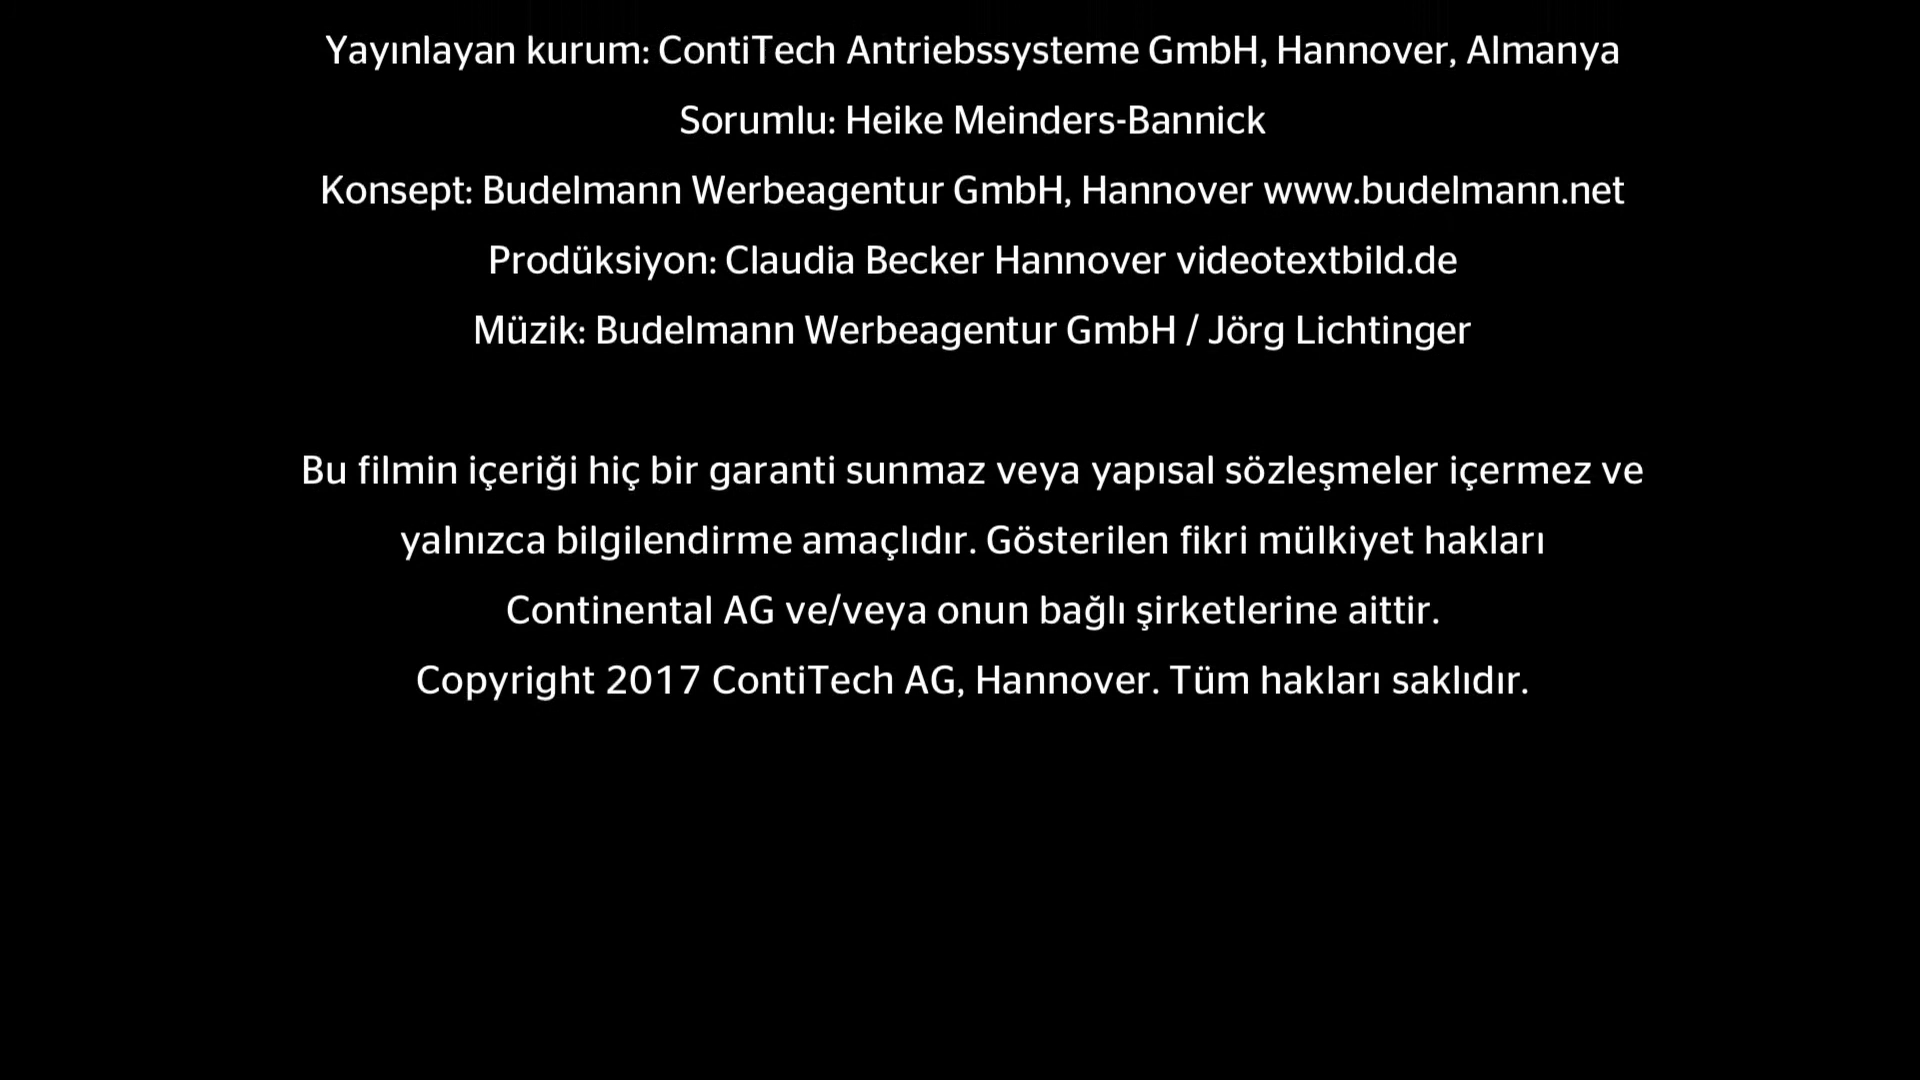 Yayınlayan kurum: ContiTech Antriebssysteme GmbH, Hannover, Almanya
Sorumlu: Heike Meinders-Bannick
Konsept: Budelmann Werbeagentur GmbH, Hannover www.budelmann.net
Prodüksiyon: Claudia Becker Hannover videotextbild.de
Müzik: Budelmann Werbeagentur GmbH / Jörg Lichtinger
Bu filmin içeriği hiç bir garanti sunmaz veya yapısal sözleşmeler içermez ve
yalnızca bilgilendirme amaçlıdır. Gösterilen fikri mülkiyet hakları
Continental AG ve/veya onun bağlı şirketlerine aittir.
Copyright 2017 ContiTech AG, Hannover. Tüm hakları saklıdır.